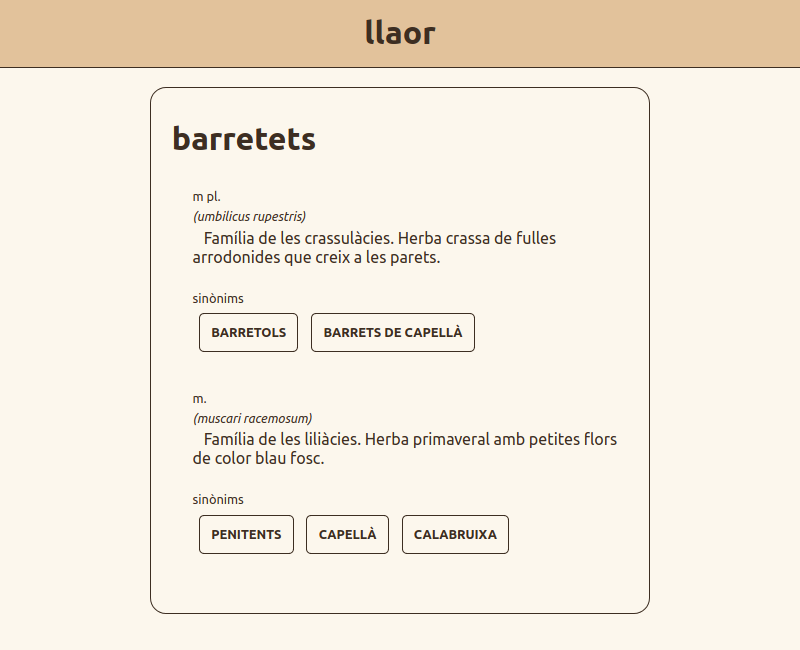 llaor
barretets
m pl.
(umbilicus rupestris)
Família de les crassulàcies. Herba crassa de fulles
arrodonides que creix a les parets.
sinònims
BARRETOLS BARRETS DE CAPELLÀ
m.
(muscari racemosum)
Família de les liliàcies. Herba primaveral amb petites flors
de color blau fosc.
sinònims
PENITENTS CAPELLÀ CALABRUIXA